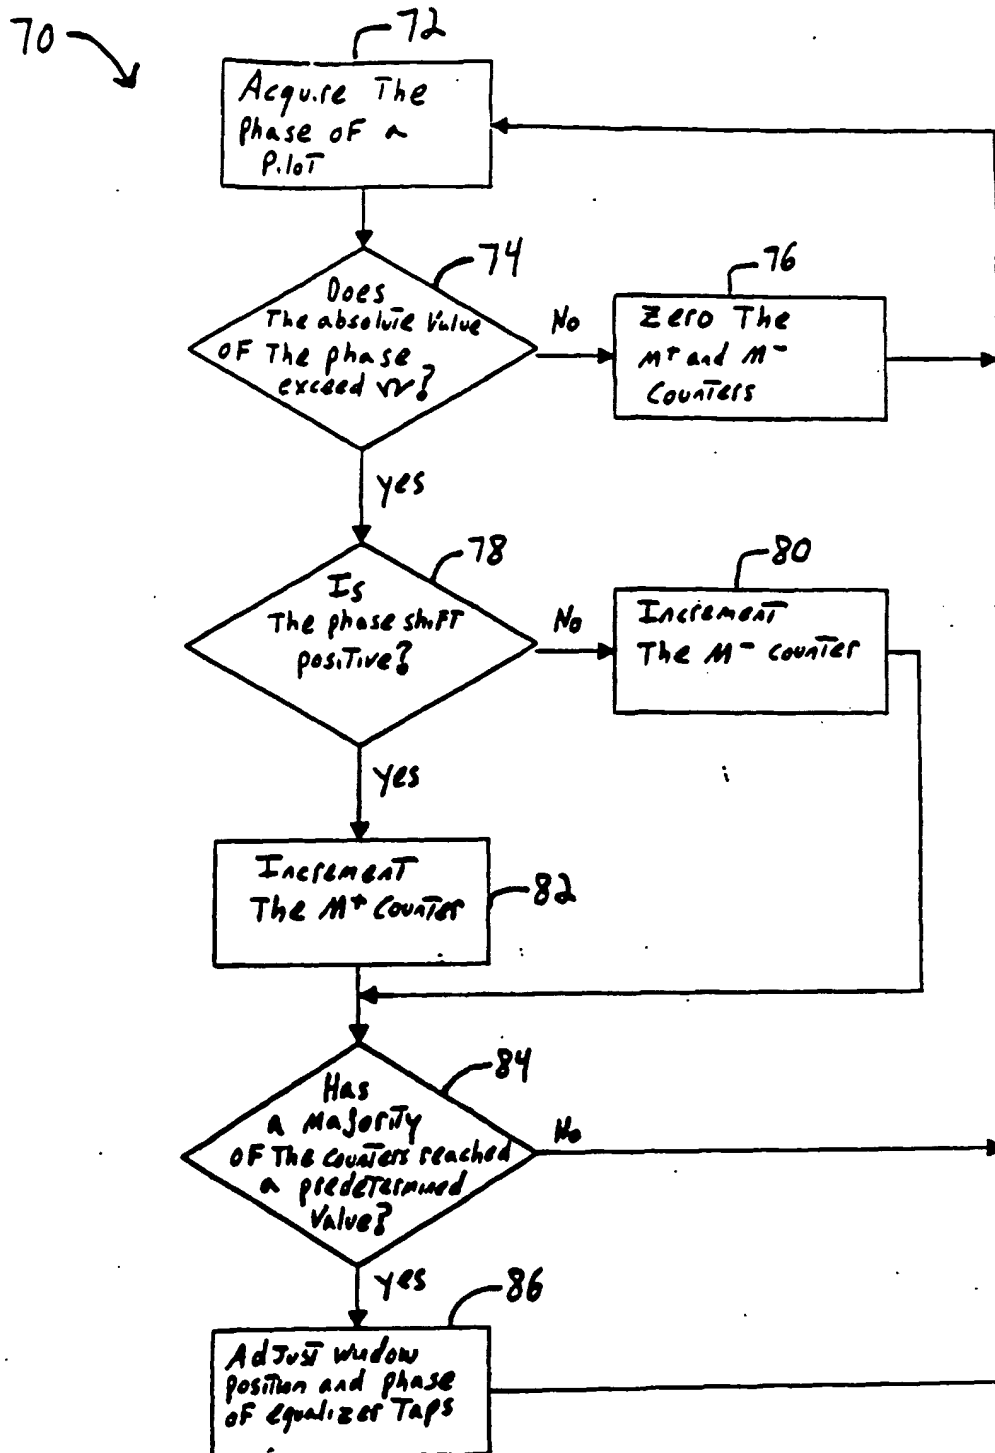 70
72
Acquire The
phase of a
Pilot
74
Does
The absolute Value
of The phase
exceed π?
No
76
Zero The
M+ and M-
Counters
yes
78
Is
The phase shift
positive?
No
80
Increment
The M- counter
yes
Increment
The M+ Counter
82
84
Has
a Majority
of The counters reached
a predetermined
Value?
No
yes
86
Adjust window
position and phase
of equalizer Taps